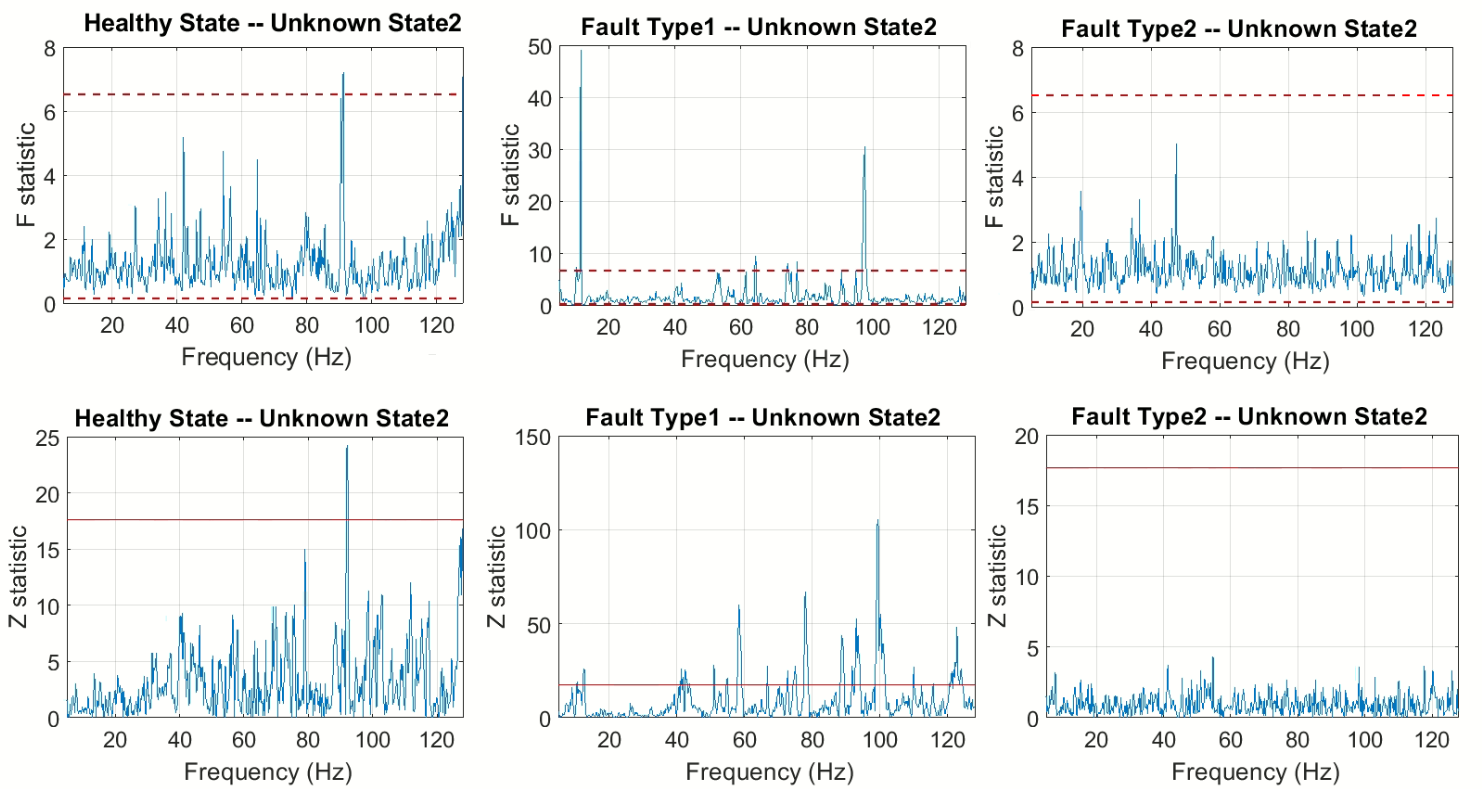 Healthy State -- Unknown State2
8
6
4
2
0
F statistic
20 40 60 80 100 120
Frequency (Hz)
Fault Type1 -- Unknown State2
50
40
30
20
10
0
F statistic
20 40 60 80 100 120
Frequency (Hz)
Fault Type2 -- Unknown State2
8
6
4
2
0
F statistic
20 40 60 80 100 120
Frequency (Hz)
Healthy State -- Unknown State2
25
20
15
10
5
0
Z statistic
20 40 60 80 100 120
Frequency (Hz)
Fault Type1 -- Unknown State2
150
100
50
0
Z statistic
20 40 60 80 100 120
Frequency (Hz)
Fault Type2 -- Unknown State2
20
15
10
5
0
Z statistic
20 40 60 80 100 120
Frequency (Hz)